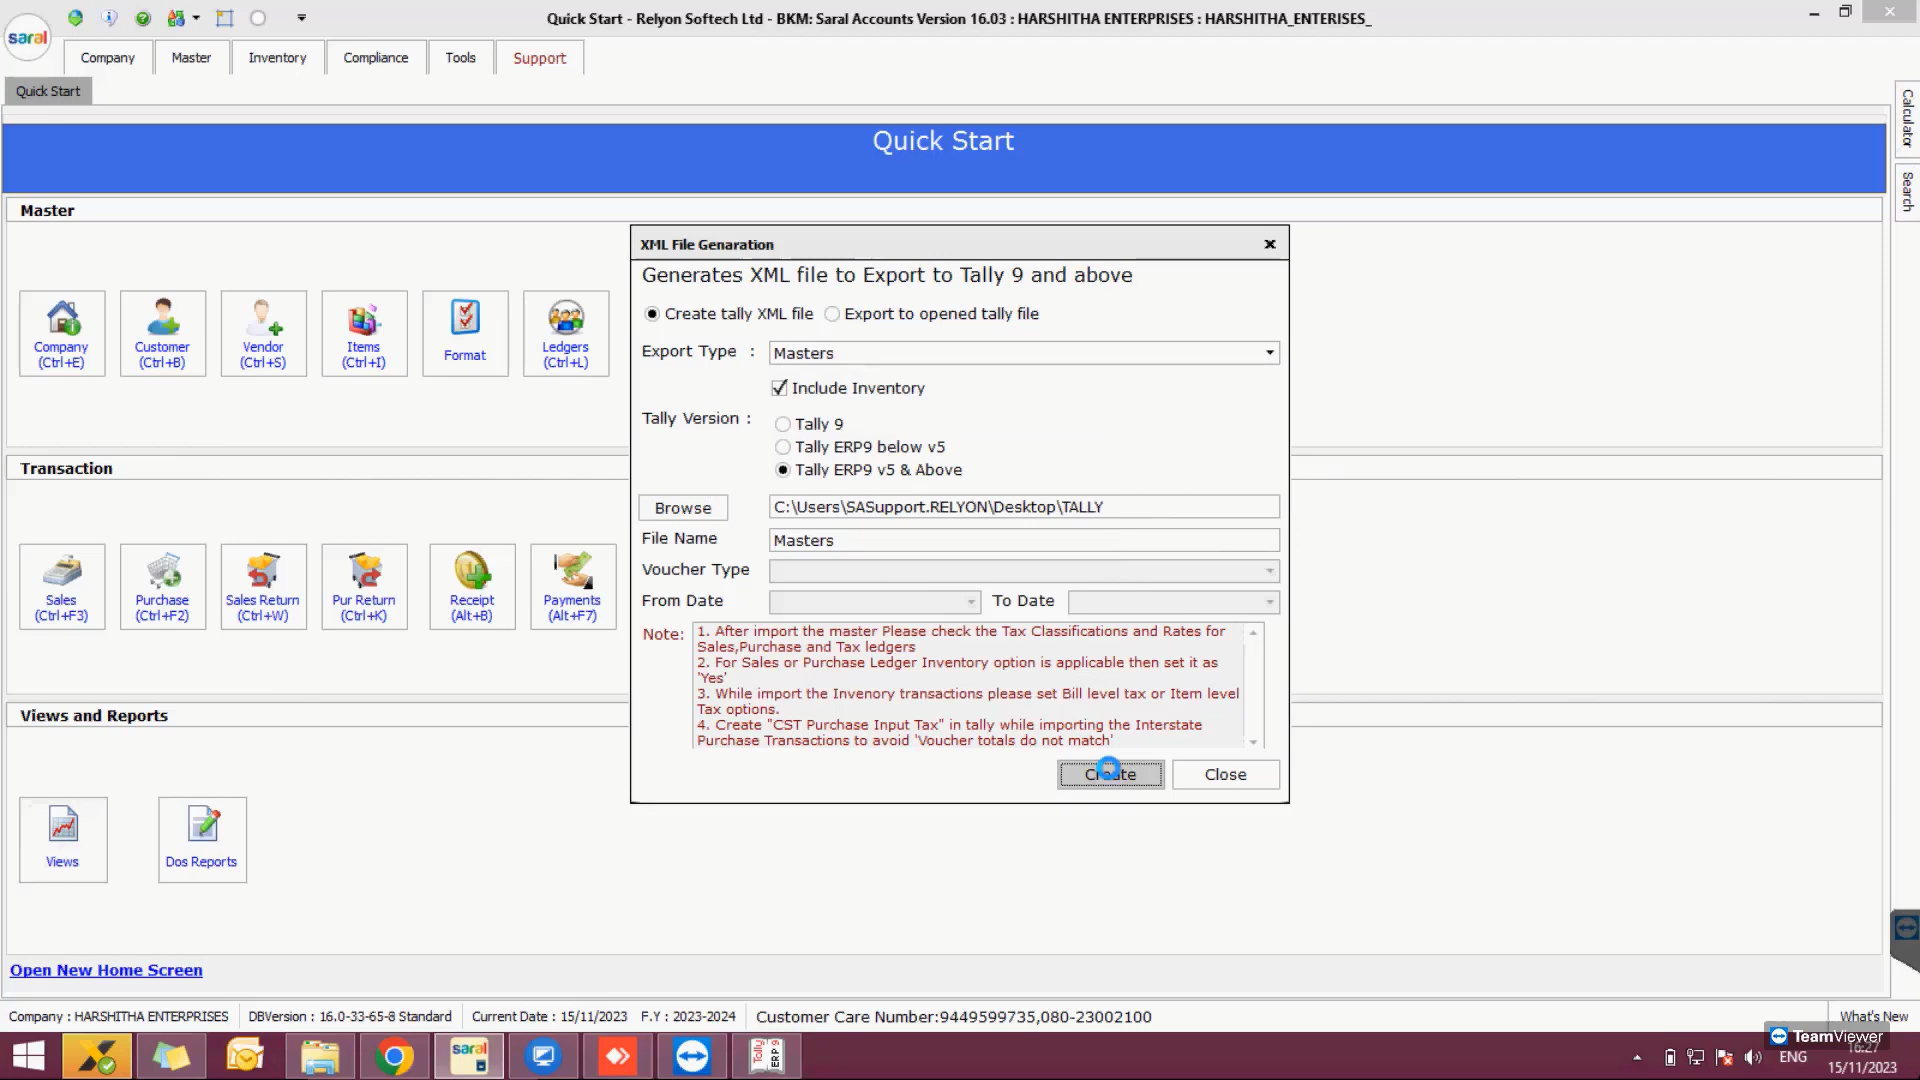 Quick Start - Relyon Softech Ltd - BKM: Saral Accounts Version 16.03 : HARSHITHA ENTERPRISES : HARSHITHA_ENTERISES_
saral
Company
Master
Inventory
Compliance
Tools
Support
Quick Start
Calculator
Search
Quick Start
Master
Company
(Ctrl+E)
Customer
(Ctrl+B)
Vendor
(Ctrl+S)
Items
(Ctrl+I)
Format
Ledgers
(Ctrl+L)
Transaction
Sales
(Ctrl+F3)
Purchase
(Ctrl+F2)
Sales Return
(Ctrl+W)
Pur Return
(Ctrl+K)
Receipt
(Alt+B)
Payments
(Alt+F7)
Views and Reports
Views
Dos Reports
Open New Home Screen
XML File Genaration
Generates XML file to Export to Tally 9 and above
Create tally XML file
Export to opened tally file
Export Type : Masters
Include Inventory
Tally Version :
Tally 9
Tally ERP9 below v5
Tally ERP9 v5 & Above
Browse C:\Users\SASupport.RELYON\Desktop\TALLY
File Name Masters
Voucher Type
From Date To Date
Note:
1. After import the master Please check the Tax Classifications and Rates for
Sales,Purchase and Tax ledgers
2. For Sales or Purchase Ledger Inventory option is applicable then set it as
'Yes'
3. While import the Invenory transactions please set Bill level tax or Item level
Tax options.
4. Create "CST Purchase Input Tax" in tally while importing the Interstate
Purchase Transactions to avoid 'Voucher totals do not match'
Create
Close
Company : HARSHITHA ENTERPRISES
DBVersion : 16.0-33-65-8 Standard
Current Date : 15/11/2023
F.Y : 2023-2024
Customer Care Number:9449599735,080-23002100
What's New
TeamViewer
saral
Tally
ERP 9
ENG
16:27
15/11/2023